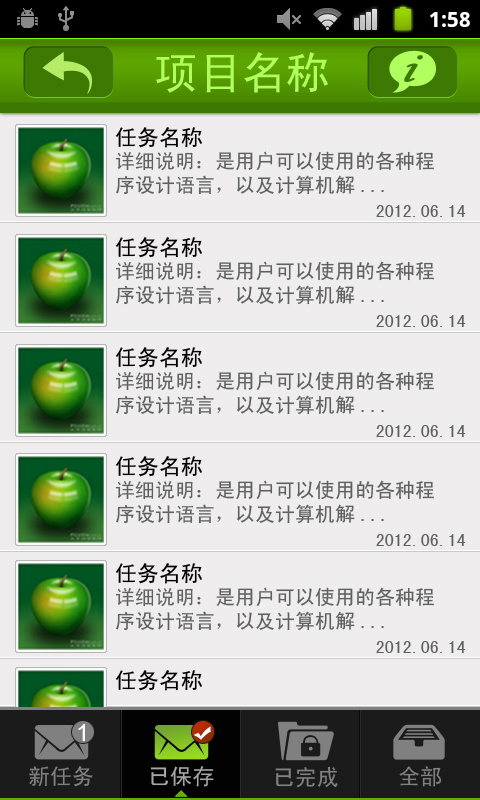 1:58
项目名称
任务名称
详细说明：是用户可以使用的各种程
序设计语言，以及计算机解...
2012.06.14
任务名称
详细说明：是用户可以使用的各种程
序设计语言，以及计算机解...
2012.06.14
任务名称
详细说明：是用户可以使用的各种程
序设计语言，以及计算机解...
2012.06.14
任务名称
详细说明：是用户可以使用的各种程
序设计语言，以及计算机解...
2012.06.14
任务名称
详细说明：是用户可以使用的各种程
序设计语言，以及计算机解...
2012.06.14
任务名称
1
新任务
已保存
已完成
全部